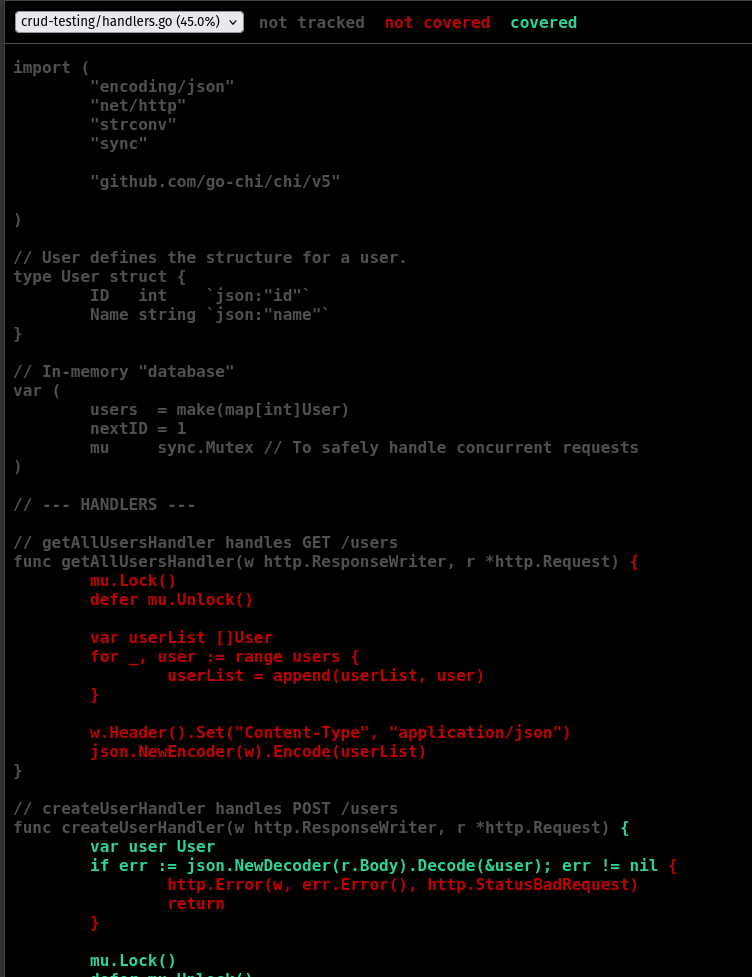 crud-testing/handlers.go (45.0%) not tracked not covered covered
import (
"encoding/json"
"net/http"
"strconv"
"sync"
"github.com/go-chi/chi/v5"
)
// User defines the structure for a user.
type User struct {
ID   int    `json:"id"`
Name string `json:"name"`
}
// In-memory "database"
var (
users  = make(map[int]User)
nextID = 1
mu     sync.Mutex // To safely handle concurrent requests
)
// --- HANDLERS ---
// getAllUsersHandler handles GET /users
func getAllUsersHandler(w http.ResponseWriter, r *http.Request) {
mu.Lock()
defer mu.Unlock()
var userList []User
for _, user := range users {
userList = append(userList, user)
}
w.Header().Set("Content-Type", "application/json")
json.NewEncoder(w).Encode(userList)
}
// createUserHandler handles POST /users
func createUserHandler(w http.ResponseWriter, r *http.Request) {
var user User
if err := json.NewDecoder(r.Body).Decode(&user); err != nil {
http.Error(w, err.Error(), http.StatusBadRequest)
return
}
mu.Lock()
defer mu.Unlock()